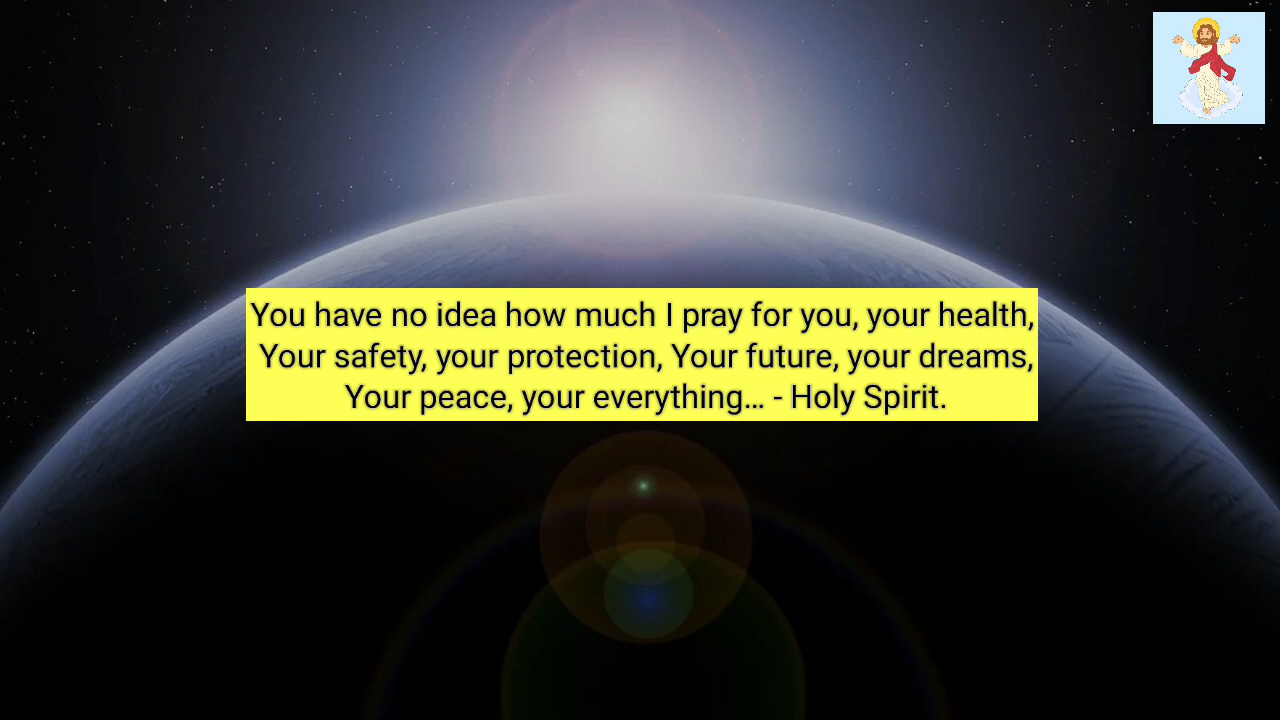 You have no idea how much I pray for you, your health,
Your safety, your protection, Your future, your dreams,
Your peace, your everything... - Holy Spirit.